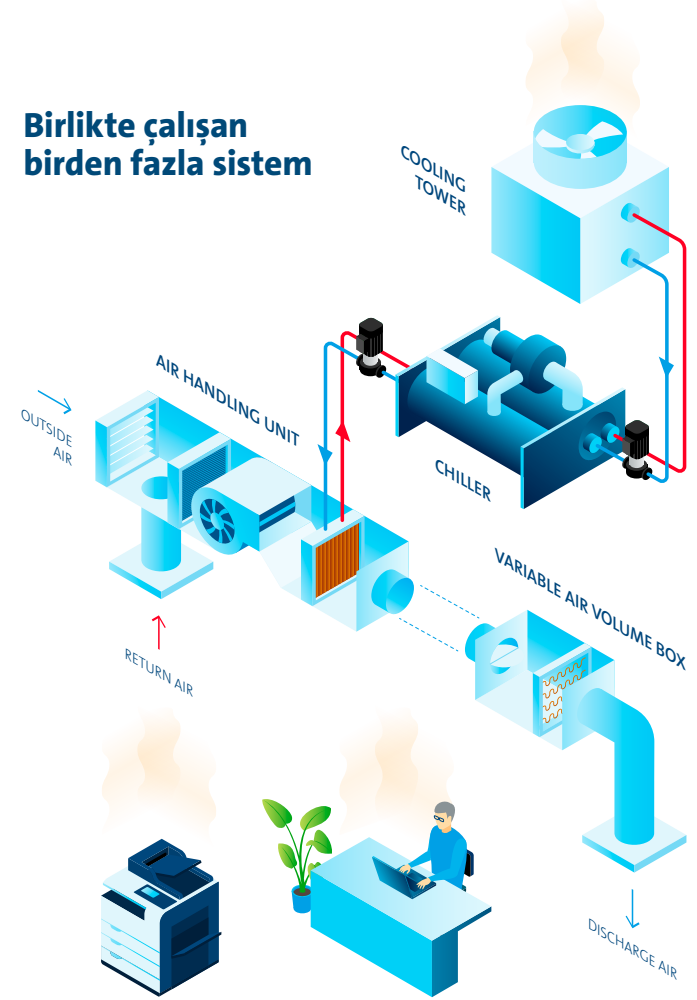 Birlikte çalışan
birden fazla sistem
COOLING
TOWER
AIR HANDLING UNIT
OUTSIDE
AIR
CHILLER
VARIABLE AIR VOLUME BOX
RETURN AIR
DISCHARGE AIR